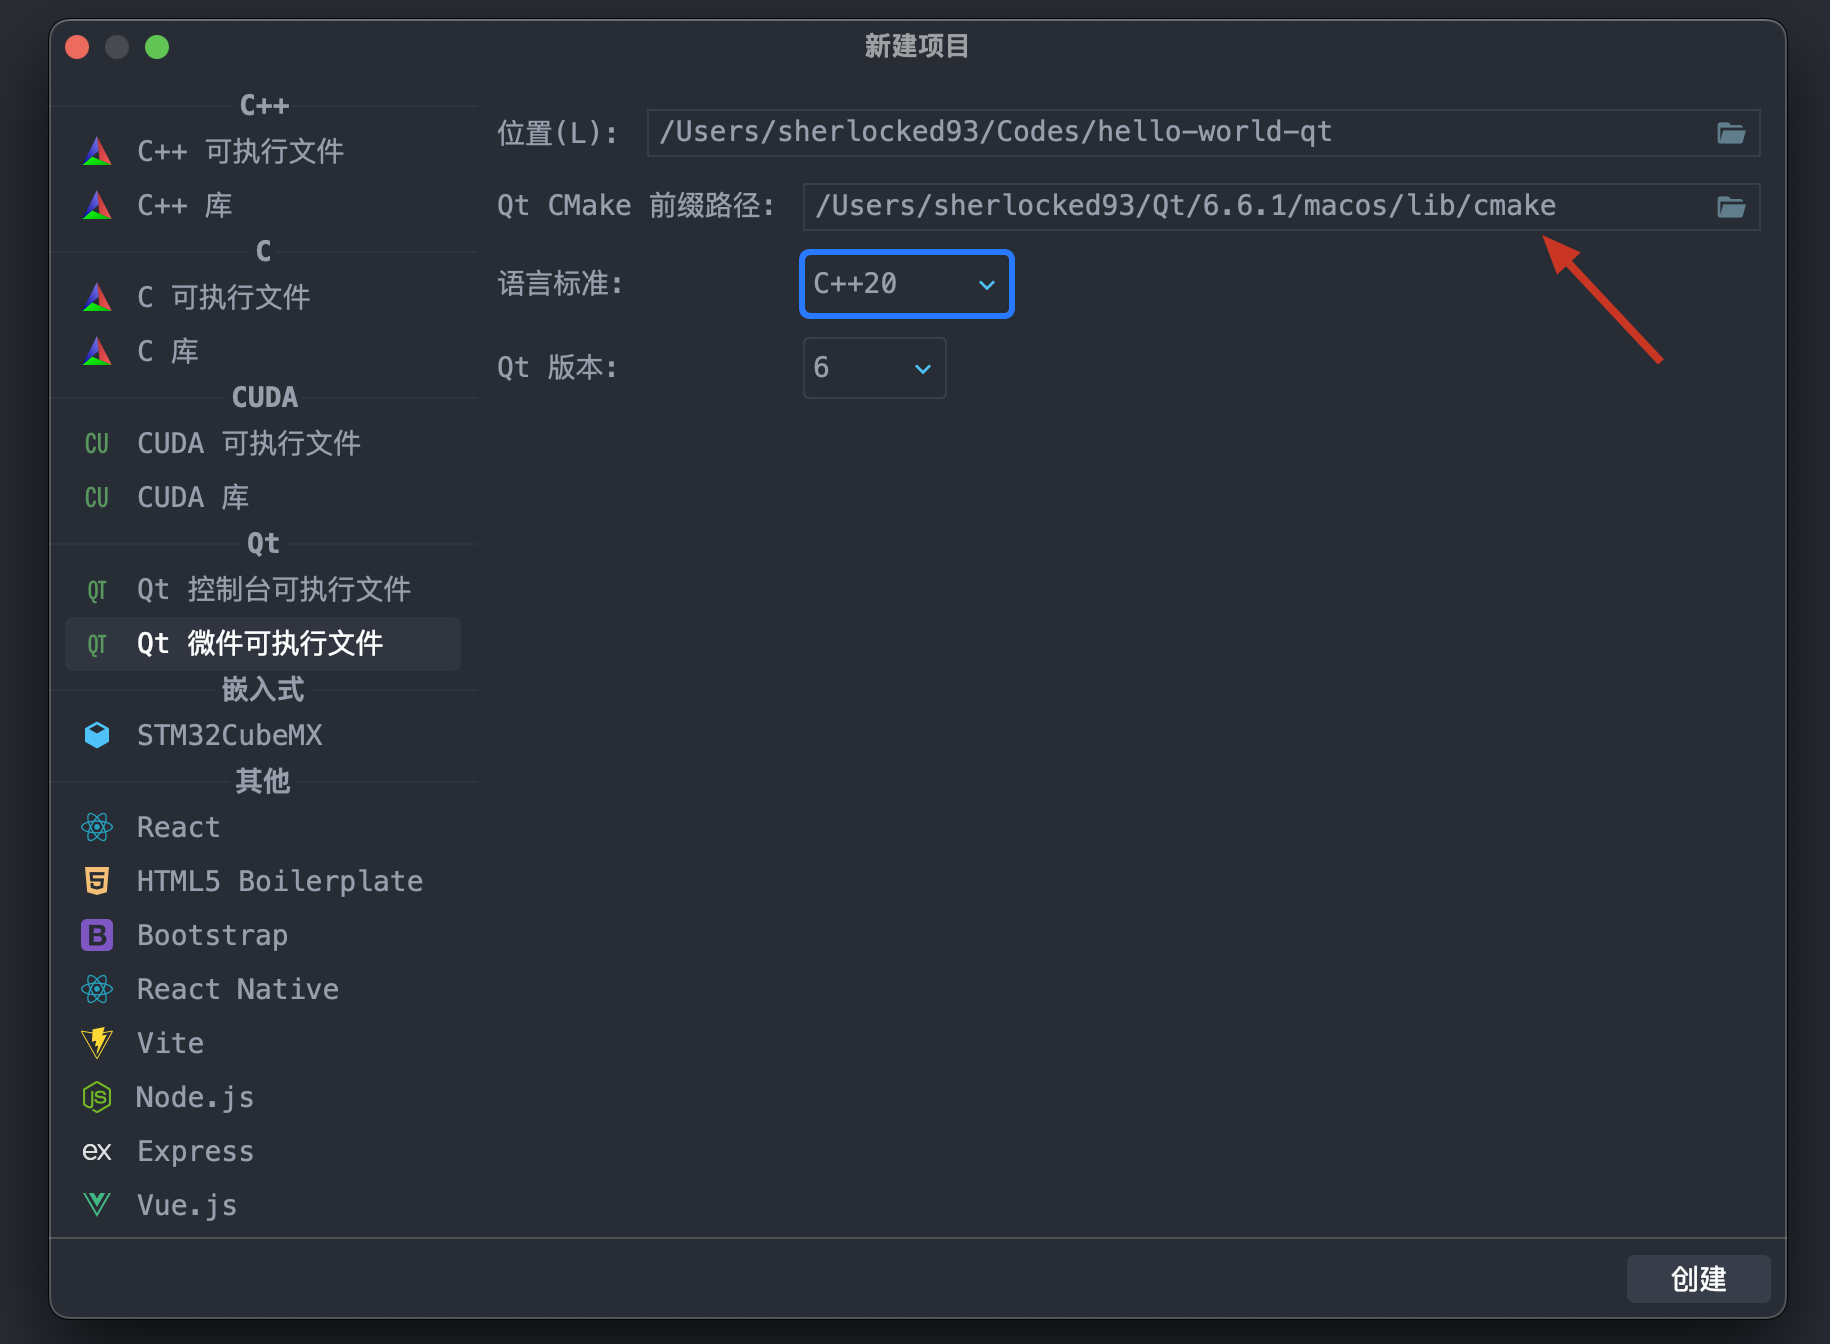 新建项目
C++
C++ 可执行文件
C++ 库
C
C 可执行文件
C 库
CUDA
CU CUDA 可执行文件
CU CUDA 库
Qt
QT Qt 控制台可执行文件
QT Qt 微件可执行文件
嵌入式
STM32CubeMX
其他
React
5 HTML5 Boilerplate
B Bootstrap
React Native
Vite
JS Node.js
ex Express
Vue.js
位置(L): /Users/sherlocked93/Codes/hello-world-qt
Qt CMake 前缀路径: /Users/sherlocked93/Qt/6.6.1/macos/lib/cmake
语言标准: C++20
Qt 版本: 6
创建